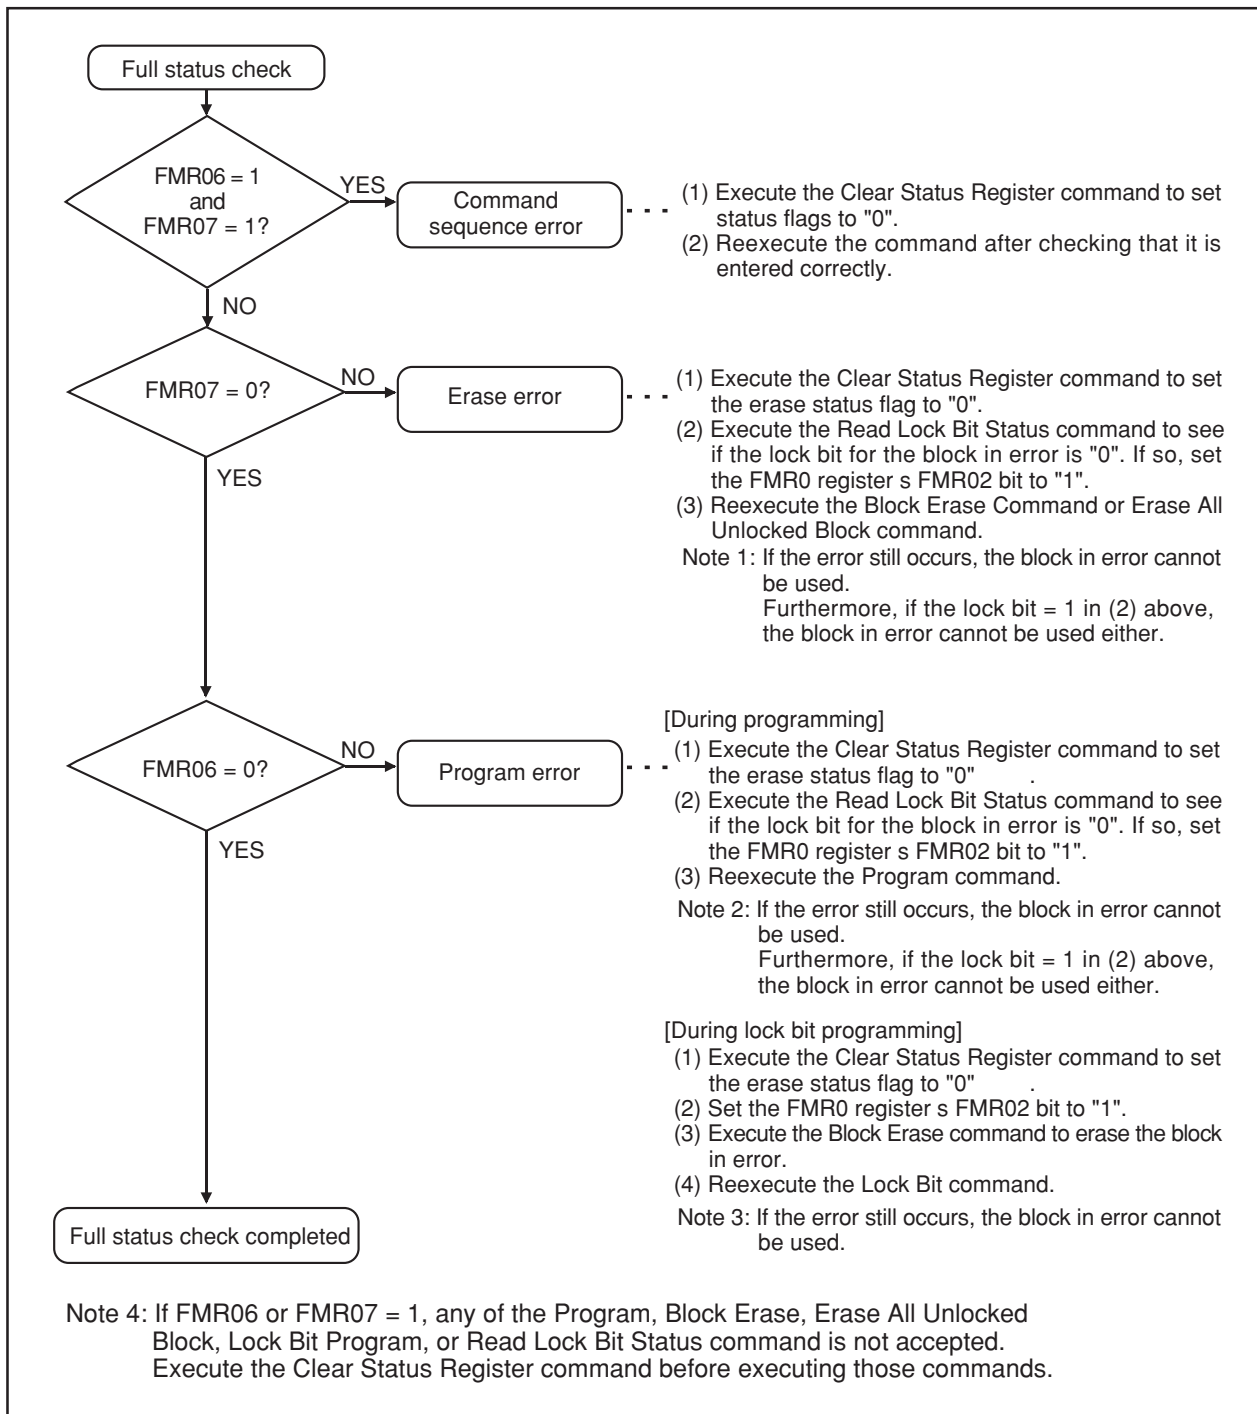 Full status check
FMR06 = 1
and
FMR07 = 1?
YES
Command
sequence error
(1) Execute the Clear Status Register command to set
status flags to "0".
(2) Reexecute the command after checking that it is
entered correctly.
NO
FMR07 = 0?
NO
Erase error
(1) Execute the Clear Status Register command to set
the erase status flag to "0".
(2) Execute the Read Lock Bit Status command to see
if the lock bit for the block in error is "0". If so, set
the FMR0 register s FMR02 bit to "1".
(3) Reexecute the Block Erase Command or Erase All
Unlocked Block command.
Note 1: If the error still occurs, the block in error cannot
be used.
Furthermore, if the lock bit = 1 in (2) above,
the block in error cannot be used either.
YES
FMR06 = 0?
NO
Program error
[During programming]
(1) Execute the Clear Status Register command to set
the erase status flag to "0" .
(2) Execute the Read Lock Bit Status command to see
if the lock bit for the block in error is "0". If so, set
the FMR0 register s FMR02 bit to "1".
(3) Reexecute the Program command.
Note 2: If the error still occurs, the block in error cannot
be used.
Furthermore, if the lock bit = 1 in (2) above,
the block in error cannot be used either.
[During lock bit programming]
(1) Execute the Clear Status Register command to set
the erase status flag to "0" .
(2) Set the FMR0 register s FMR02 bit to "1".
(3) Execute the Block Erase command to erase the block
in error.
(4) Reexecute the Lock Bit command.
Note 3: If the error still occurs, the block in error cannot
be used.
YES
Full status check completed
Note 4: If FMR06 or FMR07 = 1, any of the Program, Block Erase, Erase All Unlocked
Block, Lock Bit Program, or Read Lock Bit Status command is not accepted.
Execute the Clear Status Register command before executing those commands.